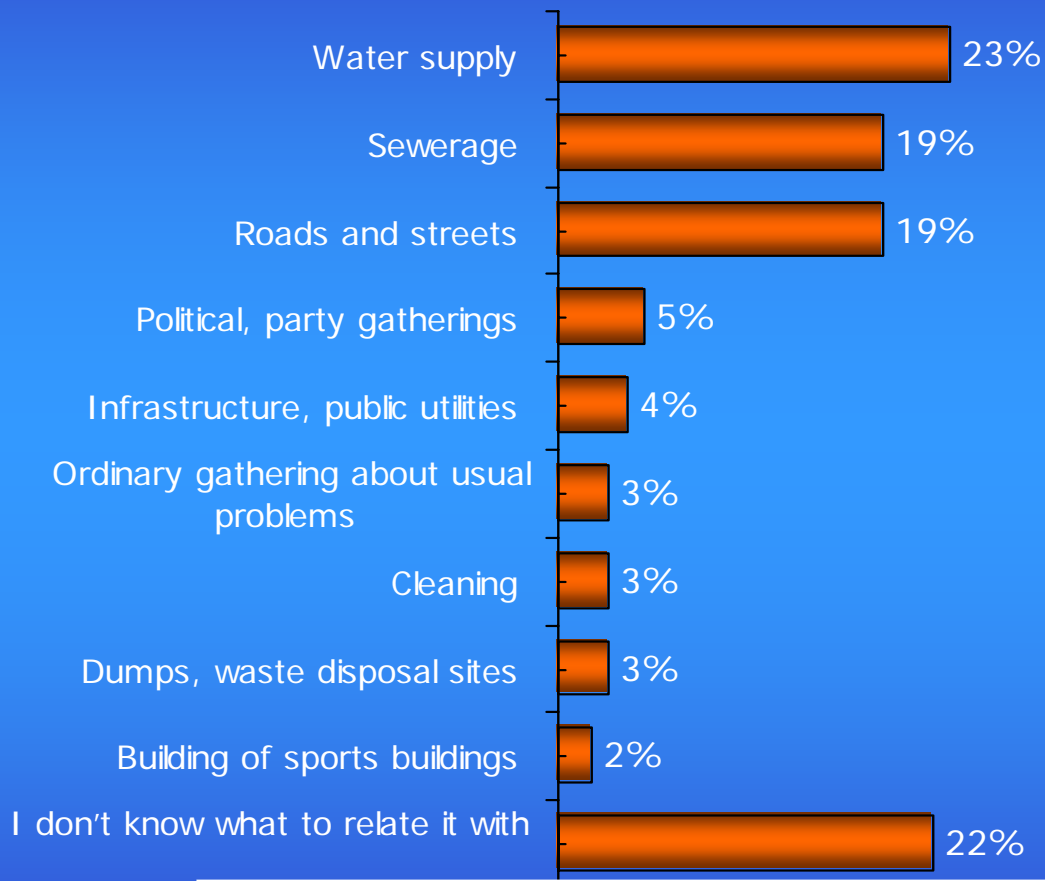 Water supply 23%
Sewerage 19%
Roads and streets 19%
Political, party gatherings 5%
Infrastructure, public utilities 4%
Ordinary gathering about usual
problems 3%
Cleaning 3%
Dumps, waste disposal sites 3%
Building of sports buildings 2%
I don't know what to relate it with 22%